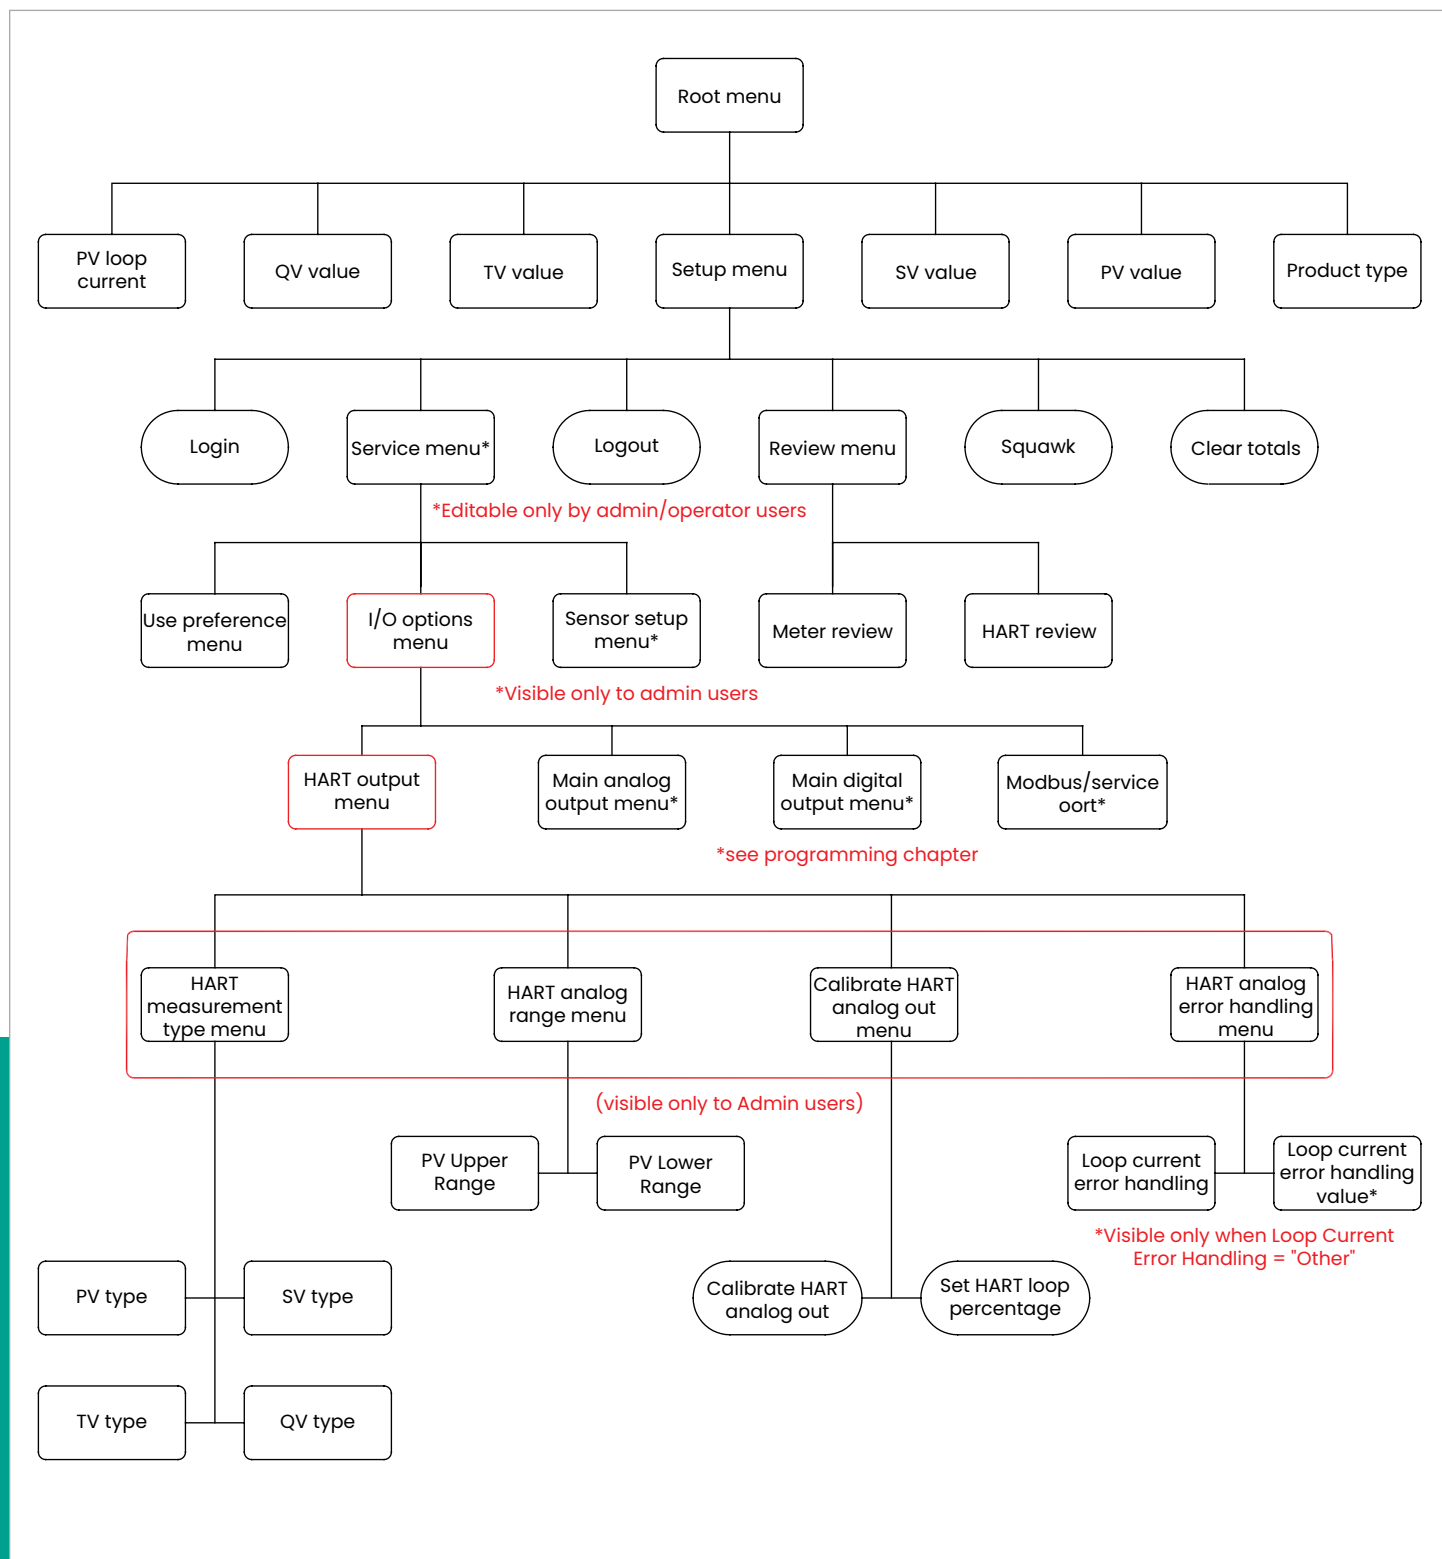 Root menu
PV loop
current
QV value
TV value
Setup menu
SV value
PV value
Product type
Login
Service menu*
Logout
Review menu
Squawk
Clear totals
*Editable only by admin/operator users
Use preference
menu
I/O options
menu
Sensor setup
menu*
Meter review
HART review
*Visible only to admin users
HART output
menu
Main analog
output menu*
Main digital
output menu*
Modbus/service
oort*
*see programming chapter
HART
measurement
type menu
HART analog
range menu
Calibrate HART
analog out
menu
HART analog
error handling
menu
(visible only to Admin users)
PV Upper
Range
PV Lower
Range
Loop current
error handling
Loop current
error handling
value*
*Visible only when Loop Current
Error Handling = "Other"
PV type
SV type
Calibrate HART
analog out
Set HART loop
percentage
TV type
QV type